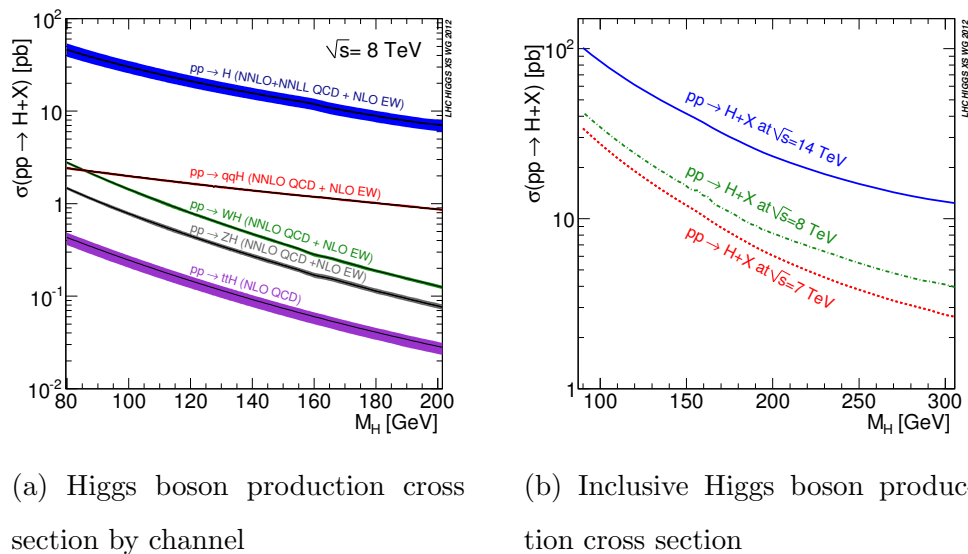 σ(pp → H+X) [pb]
10²
10
1
10⁻¹
10⁻²
√s= 8 TeV
LHC HIGGS XS WG 2012
pp → H (NNLO+NNLL QCD + NLO EW)
pp → qqH (NNLO QCD + NLO EW)
pp → WH (NNLO QCD + NLO EW)
pp → ZH (NNLO QCD +NLO EW)
pp → ttH (NLO QCD)
80 100 120 140 160 180 200
M_H [GeV]
σ(pp → H+X) [pb]
10²
10
1
LHC HIGGS XS WG 2012
pp → H+X at √s=14 TeV
pp → H+X at √s=8 TeV
pp → H+X at √s=7 TeV
100 150 200 250 300
M_H [GeV]
(a) Higgs boson production cross
section by channel
(b) Inclusive Higgs boson produc-
tion cross section